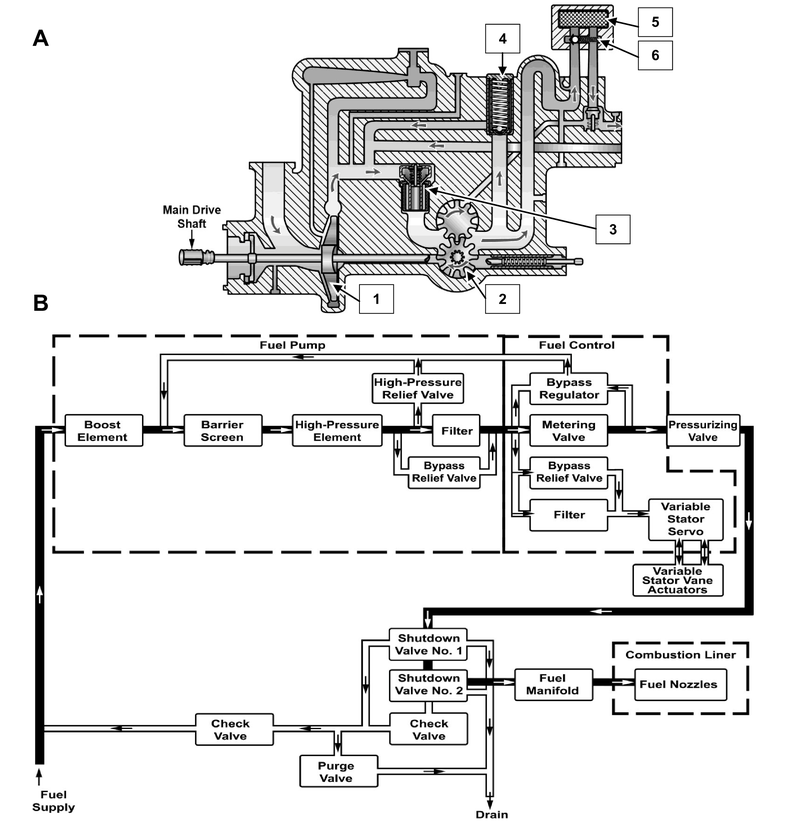 A
4
5
6
3
Main Drive
Shaft
1
2
B
Fuel Pump
Fuel Control
High-Pressure
Relief Valve
Bypass
Regulator
Boost
Element
Barrier
Screen
High-Pressure
Element
Filter
Metering
Valve
Pressurizing
Valve
Bypass
Relief Valve
Bypass
Relief Valve
Filter
Variable
Stator
Servo
Variable
Stator Vane
Actuators
Shutdown
Valve No. 1
Shutdown
Valve No. 2
Fuel
Manifold
Combustion Liner
Fuel Nozzles
Check
Valve
Check
Valve
Purge
Valve
Fuel
Supply
Drain